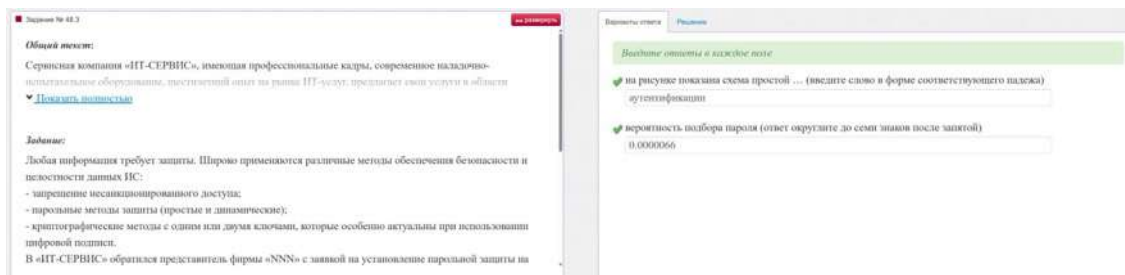 Задание № 48.3
развернуть
Общий текст:
Сервисная компания «ИТ-СЕРВИС», имеющая профессиональные кадры, современное наладочно-
испытательное оборудование, шестилетний опыт на рынке ИТ-услуг, предлагает свои услуги в области
Показать полностью
Задание:
Любая информация требует защиты. Широко применяются различные методы обеспечения безопасности и
целостности данных ИС:
- запрещение несанкционированного доступа;
- парольные методы защиты (простые и динамические);
- криптографические методы с одним или двумя ключами, которые особенно актуальны при использовании
цифровой подписи.
В «ИТ-СЕРВИС» обратился представитель фирмы «NNN» с заявкой на установление парольной защиты на
Варианты ответа Решение
Введите ответы в каждое поле
на рисунке показана схема простой … (введите слово в форме соответствующего падежа)
аутентификации
вероятность подбора пароля (ответ округлите до семи знаков после запятой)
0.0000066